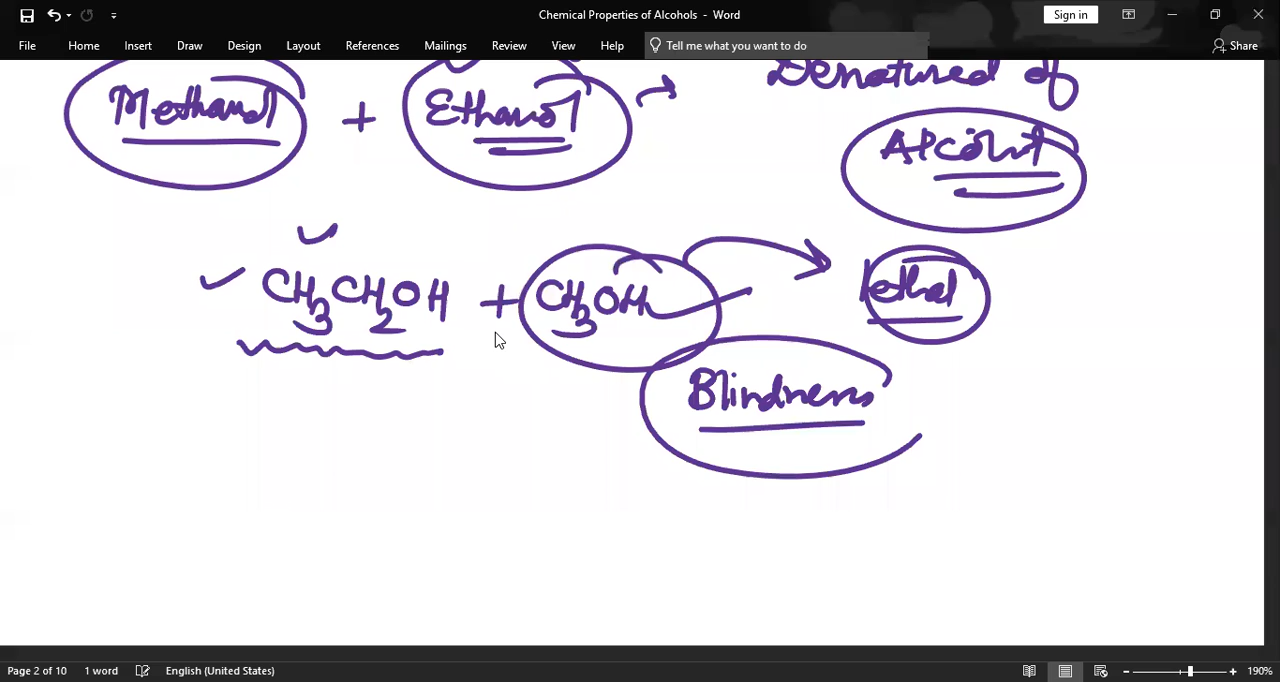 Chemical Properties of Alcohols - Word
Sign in
File Home Insert Draw Design Layout References Mailings Review View Help Tell me what you want to do Share
Methanol + Ethanol → Denatured of
Alcohol
CH3CH2OH + CH3OH → lethal
Blindness
Page 2 of 10 1 word English (United States) 190%